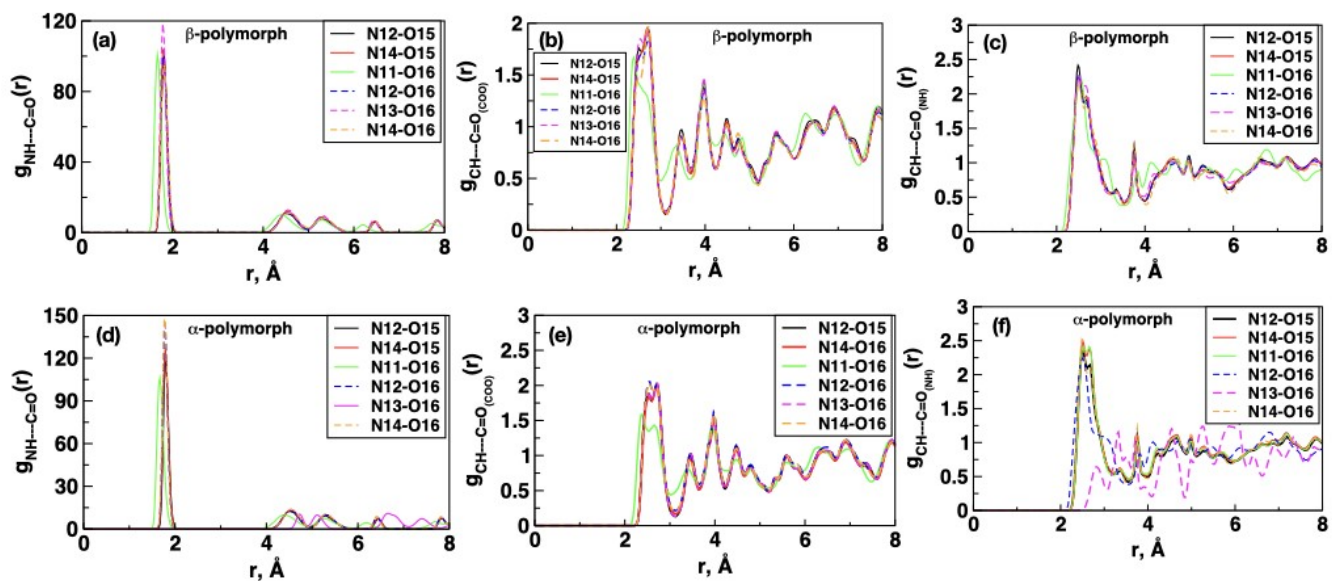 (a)
β-polymorph
N12-O15
N14-O15
N11-O16
N12-O16
N13-O16
N14-O16
g_NH---C=O(r)
120
80
40
0
0 2 4 6 8
r, Å
(b)
β-polymorph
N12-O15
N14-O15
N11-O16
N12-O16
N13-O16
N14-O16
g_CH---C=O(COO)(r)
2
1.5
1
0.5
0
0 2 4 6 8
r, Å
(c)
β-polymorph
N12-O15
N14-O15
N11-O16
N12-O16
N13-O16
N14-O16
g_CH---C=O(NH)(r)
3
2.5
2
1.5
1
0.5
0
0 2 4 6 8
r, Å
(d)
α-polymorph
N12-O15
N14-O15
N11-O16
N12-O16
N13-O16
N14-O16
g_NH---C=O(r)
150
120
90
60
30
0
0 2 4 6 8
r, Å
(e)
α-polymorph
N12-O15
N14-O16
N11-O16
N12-O16
N13-O16
N14-O16
g_CH---C=O(COO)(r)
3
2.5
2
1.5
1
0.5
0
0 2 4 6 8
r, Å
(f)
α-polymorph
N12-O15
N14-O15
N11-O16
N12-O16
N13-O16
N14-O16
g_CH---C=O(NH)(r)
3
2.5
2
1.5
1
0.5
0
0 2 4 6 8
r, Å